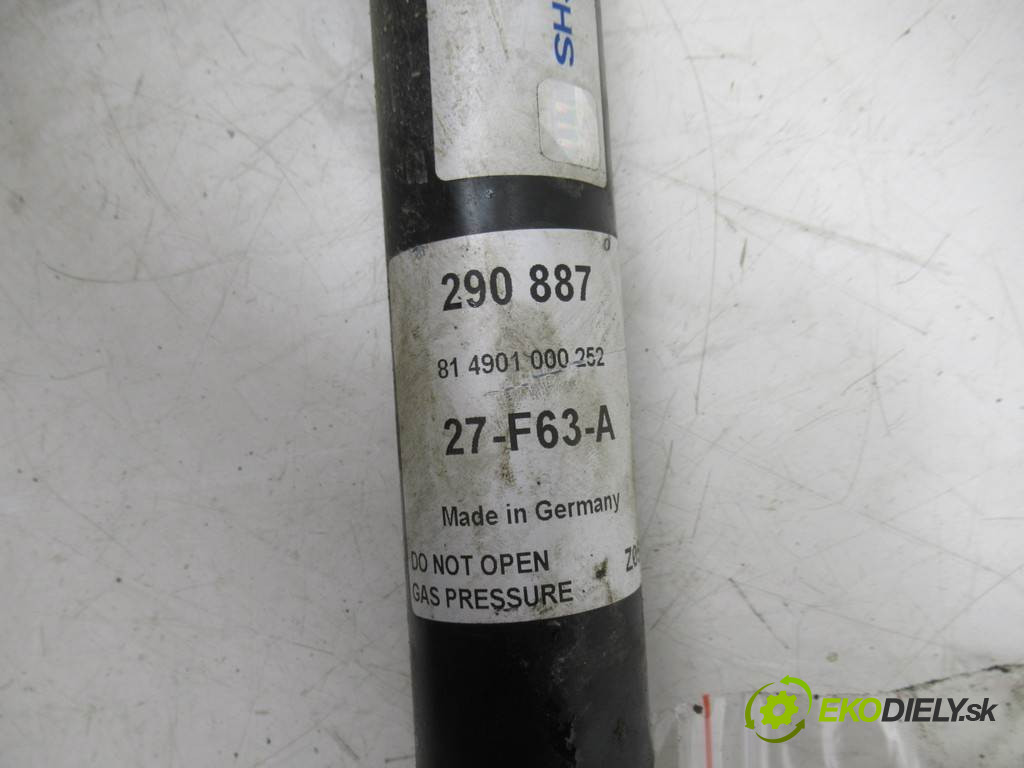 290 887
81 4901 000 252
27-F63-A
Made in Germany
DO NOT OPEN
GAS PRESSURE
EKODIELY.sk